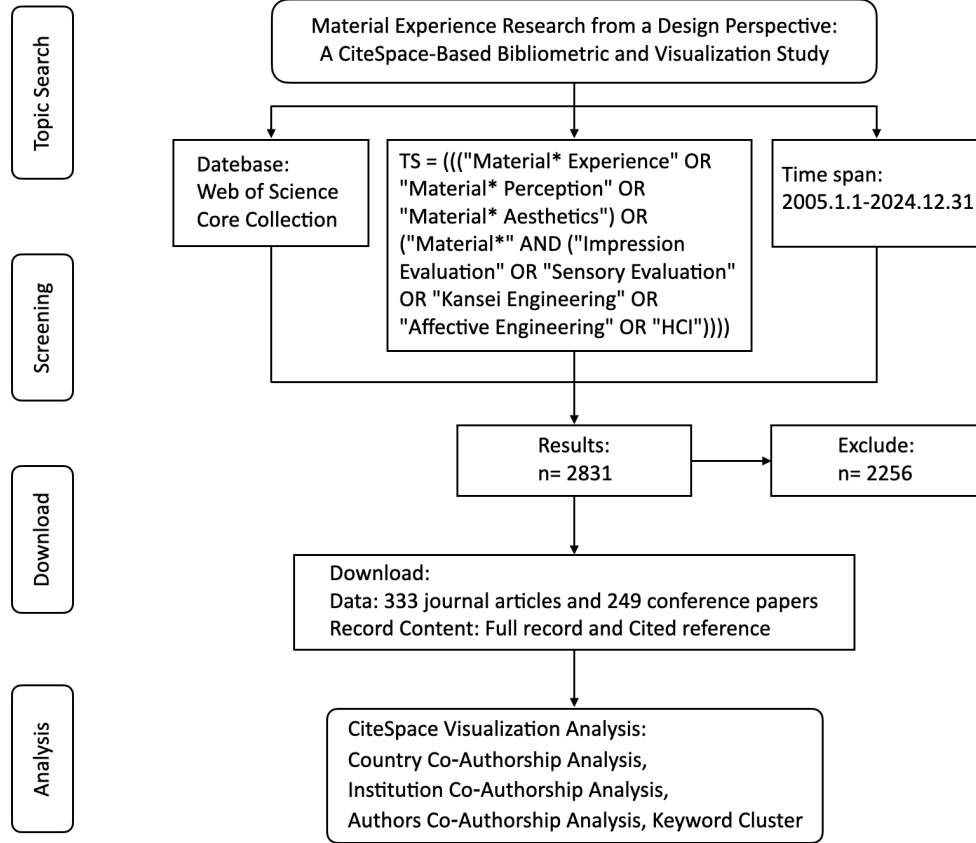 Topic Search
Material Experience Research from a Design Perspective:
A CiteSpace-Based Bibliometric and Visualization Study
Datebase:
Web of Science
Core Collection
TS = ((("Material* Experience" OR
"Material* Perception" OR
"Material* Aesthetics") OR
("Material*" AND ("Impression
Evaluation" OR "Sensory Evaluation"
OR "Kansei Engineering" OR
"Affective Engineering" OR "HCI"))))
Time span:
2005.1.1-2024.12.31
Screening
Results:
n= 2831
Exclude:
n= 2256
Download
Download:
Data: 333 journal articles and 249 conference papers
Record Content: Full record and Cited reference
Analysis
CiteSpace Visualization Analysis:
Country Co-Authorship Analysis,
Institution Co-Authorship Analysis,
Authors Co-Authorship Analysis, Keyword Cluster